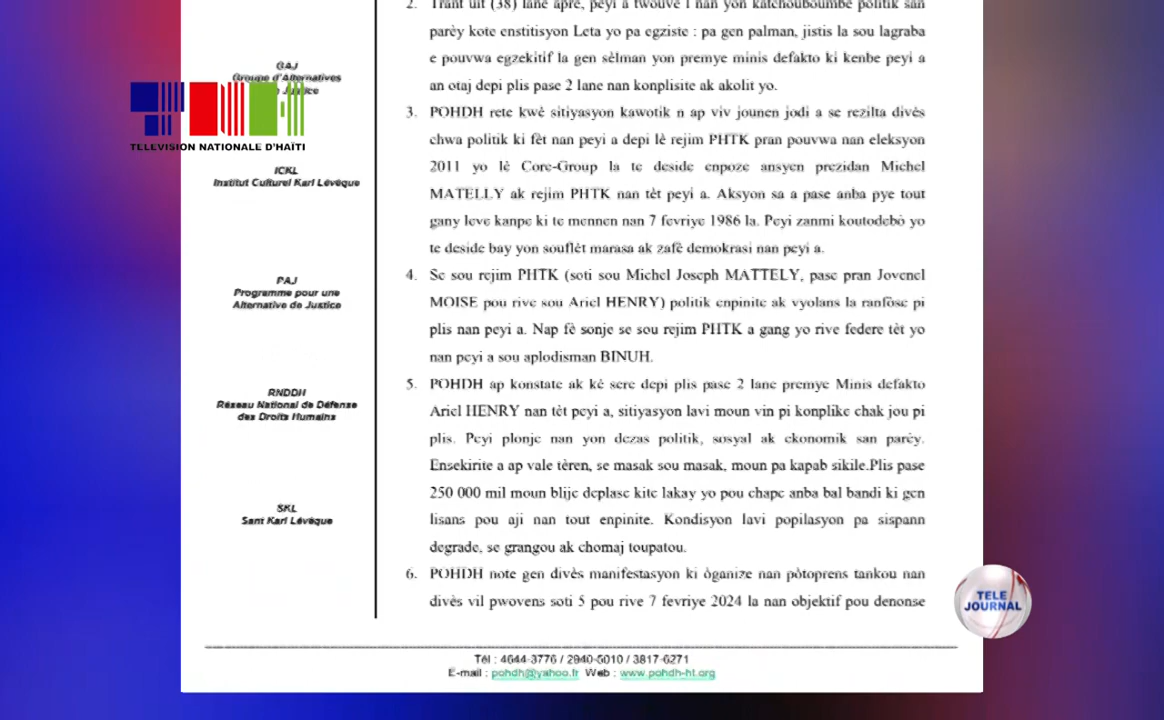 2. Trant uit (38) lane apre, peyi a twouve l nan yon katchouboumbe politik san
parèy kote enstitisyon Leta yo pa egziste : pa gen palman, jistis la sou lagraba
e pouvwa egzekitif la gen sèlman yon premye minis defakto ki kenbe peyi a
an otaj depi plis pase 2 lane nan konplisite ak akolit yo.
3. POHDH rete kwè sitiyasyon kawotik n ap viv jounen jodi a se rezilta divès
chwa politik ki fèt nan peyi a depi lè rejim PHTK pran pouvwa nan eleksyon
2011 yo lè Core-Group la te deside enpoze ansyen prezidan Michel
MATELLY ak rejim PHTK nan tèt peyi a. Aksyon sa a pase anba pye tout
gany leve kanpe ki te mennen nan 7 fevriye 1986 la. Peyi zanmi koutodebò yo
te deside bay yon souflèt marasa ak zafè demokrasi nan peyi a.
4. Se sou rejim PHTK (soti sou Michel Joseph MATTELY, pase pran Jovenel
MOISE pou rive sou Ariel HENRY) politik enpinite ak vyolans la ranfòse pi
plis nan peyi a. Nap fè sonje se sou rejim PHTK a gang yo rive federe tèt yo
nan peyi a sou aplodisman BINUH.
5. POHDH ap konstate ak kè sere depi plis pase 2 lane premye Minis defakto
Ariel HENRY nan tèt peyi a, sitiyasyon lavi moun vin pi konplike chak jou pi
plis. Peyi plonje nan yon dezas politik, sosyal ak ekonomik san parèy.
Ensekirite a ap vale tèren, se masak sou masak, moun pa kapab sikile.Plis pase
250 000 mil moun blije deplase kite lakay yo pou chape anba bal bandi ki gen
lisans pou aji nan tout enpinite. Kondisyon lavi popilasyon pa sispann
degrade, se grangou ak chomaj toupatou.
6. POHDH note gen divès manifestasyon ki òganize nan pòtoprens tankou nan
divès vil pwovens soti 5 pou rive 7 fevriye 2024 la nan objektif pou denonse
GAJ
Groupe d'Alternatives
Justice
TELEVISION NATIONALE D'HAÏTI
ICKL
Institut Culturel Karl Lévèque
PAJ
Programme pour une
Alternative de Justice
RNDDH
Réseau National de Défense
des Droits Humains
SKL
Sant Karl Lévèque
TELE
JOURNAL
Tél : 4644-3776 / 2940-5010 / 3817-6271
E-mail : pohdh@yahoo.fr Web : www.pohdh-ht.org